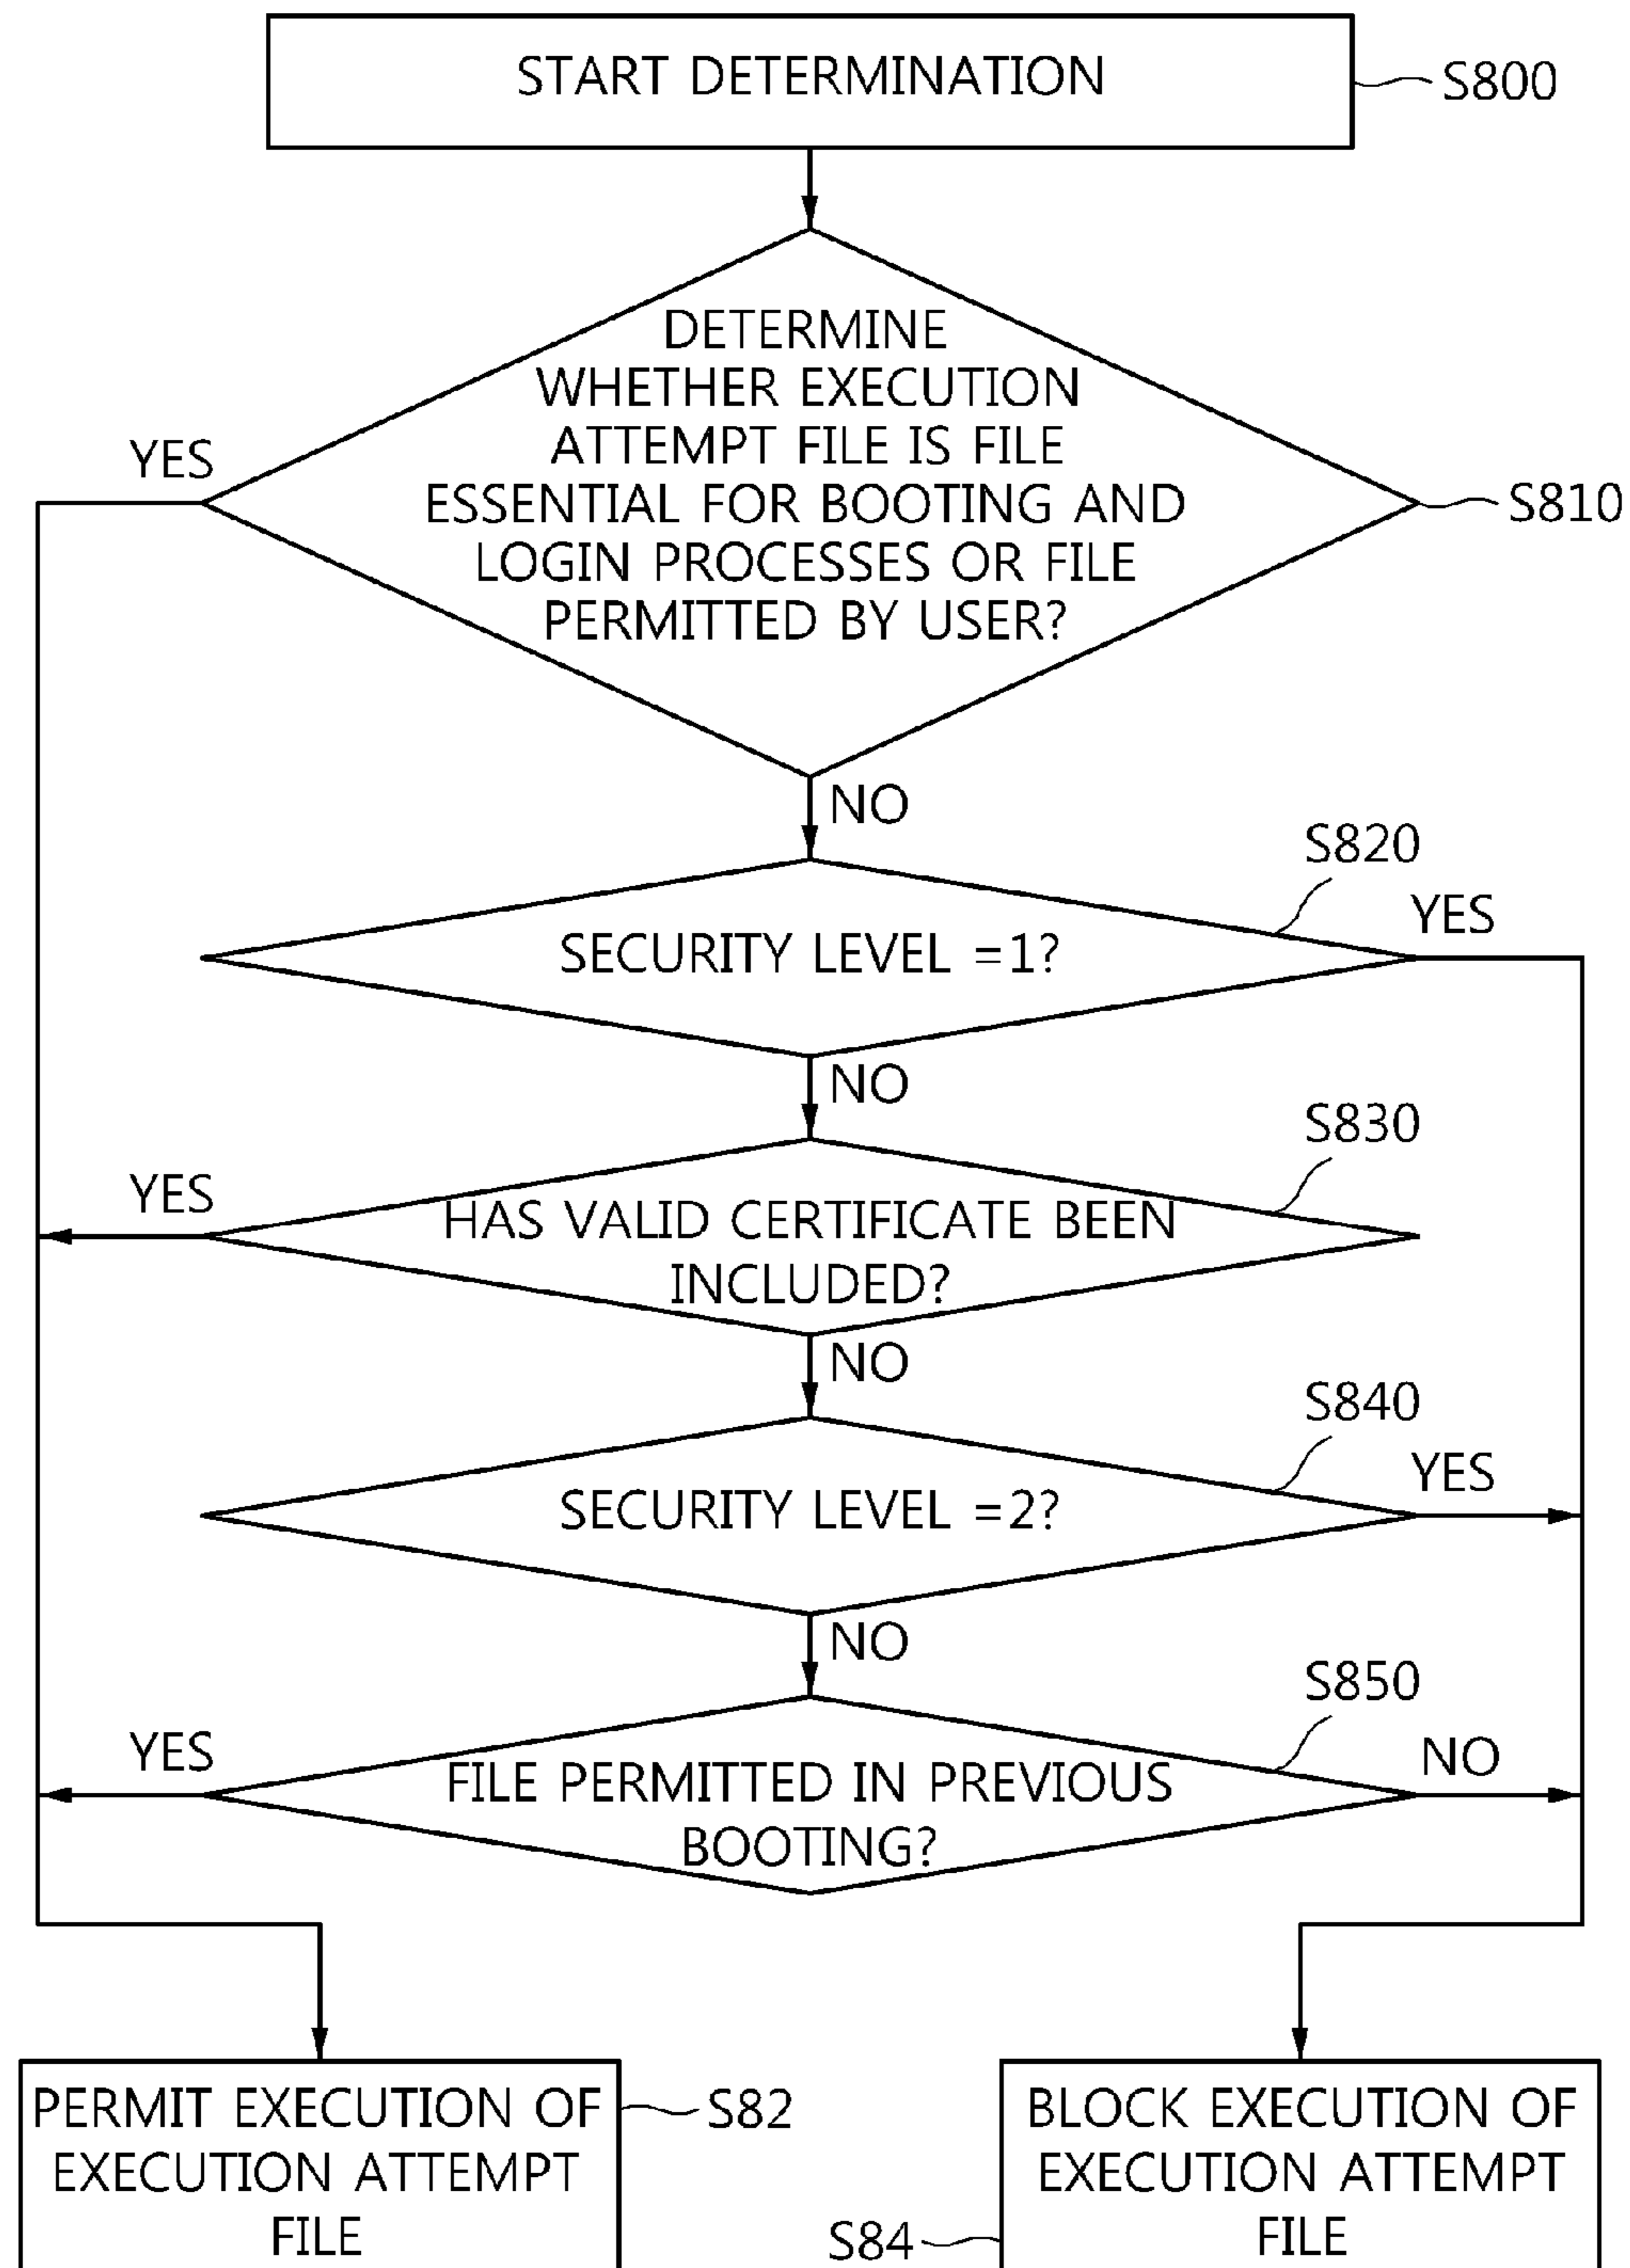 START DETERMINATION
S800
DETERMINE
WHETHER EXECUTION
ATTEMPT FILE IS FILE
ESSENTIAL FOR BOOTING AND
LOGIN PROCESSES OR FILE
PERMITTED BY USER?
YES
S810
NO
S820
YES
SECURITY LEVEL =1?
NO
S830
YES
HAS VALID CERTIFICATE BEEN
INCLUDED?
NO
S840
YES
SECURITY LEVEL =2?
NO
S850
YES
NO
FILE PERMITTED IN PREVIOUS
BOOTING?
PERMIT EXECUTION OF
EXECUTION ATTEMPT
FILE
S82
BLOCK EXECUTION OF
EXECUTION ATTEMPT
FILE
S84